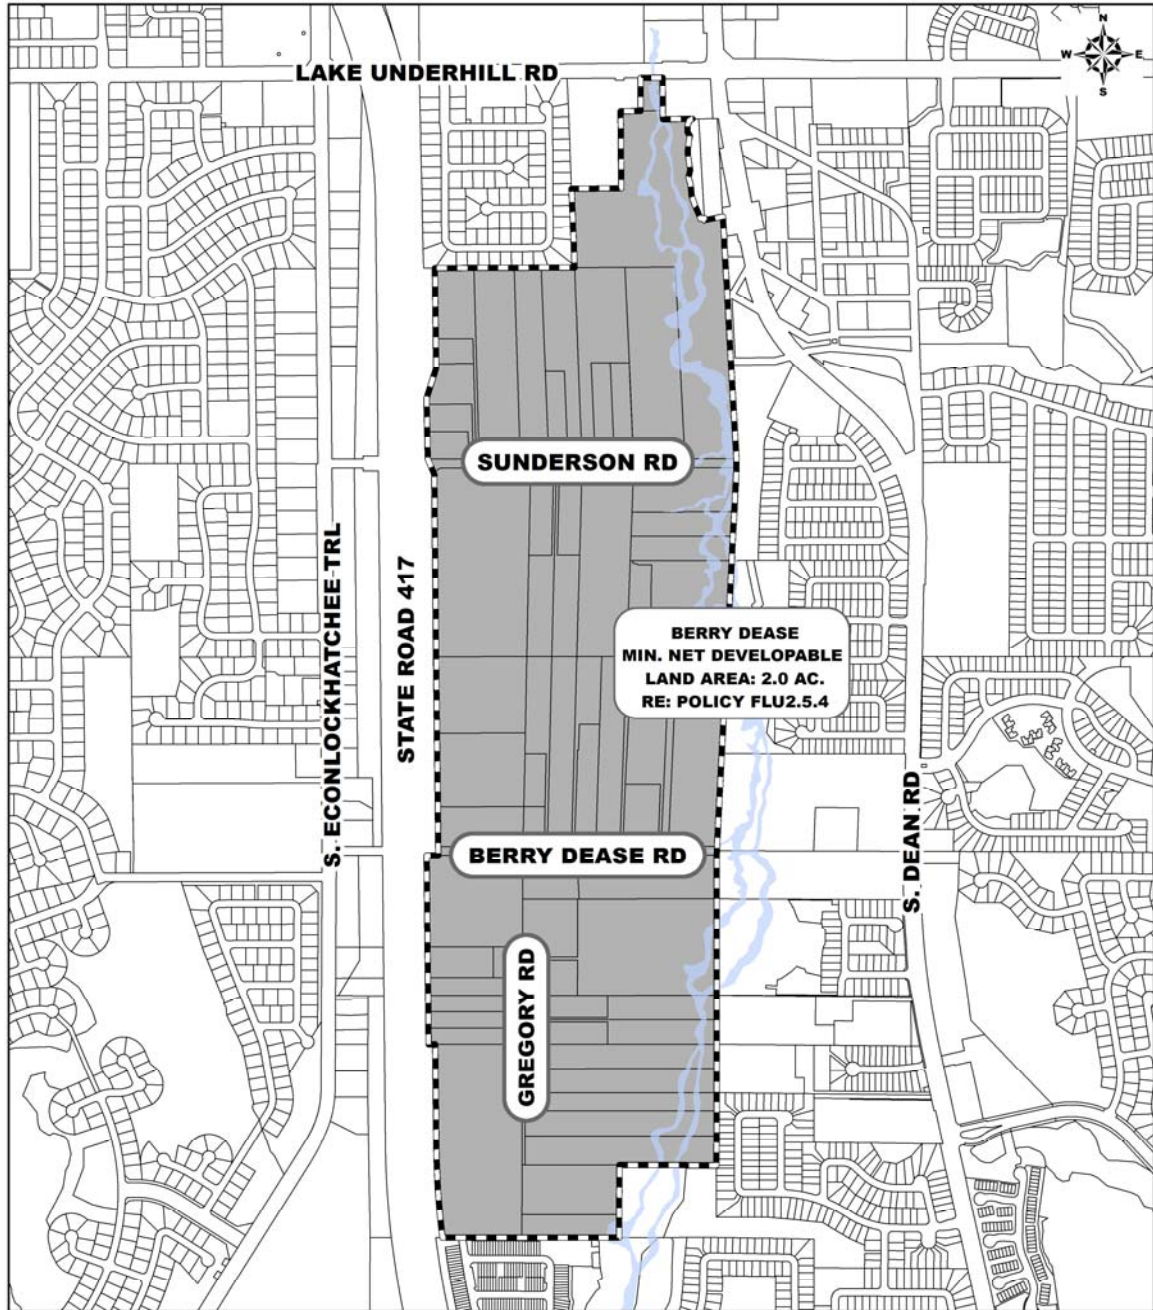 N
W E
S
LAKE UNDERHILL RD
SUNDERSON RD
S. ECONLOCKHATCHEE TRL
STATE ROAD 417
BERRY DEASE
MIN. NET DEVELOPABLE
LAND AREA: 2.0 AC.
RE: POLICY FLU2.5.4
S. DEAN RD
BERRY DEASE RD
GREGORY RD